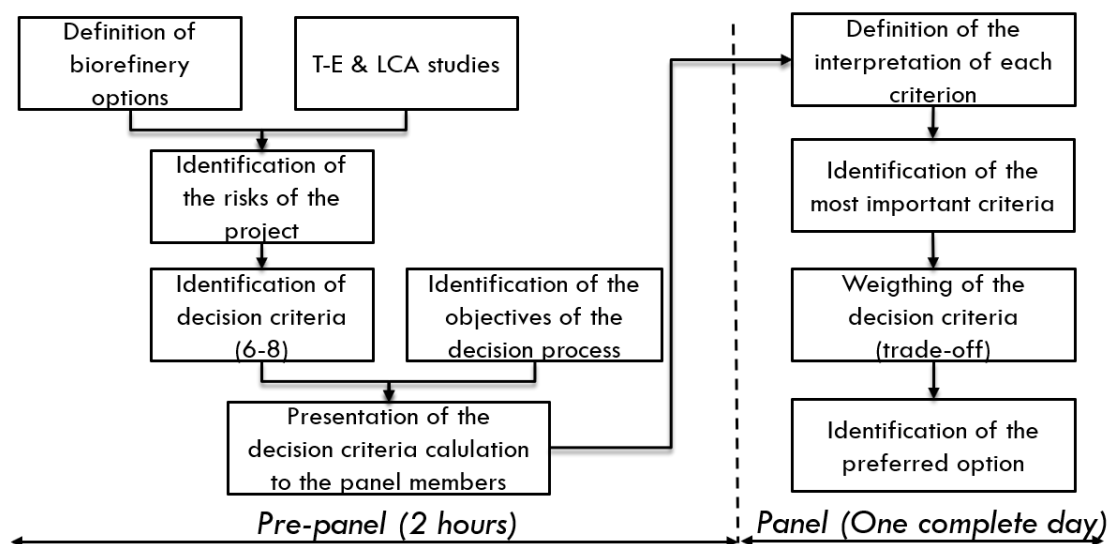 Definition of
biorefinery
options
T-E & LCA studies
Identification of
the risks of the
project
Identification of
decision criteria
(6-8)
Identification of the
objectives of the
decision process
Presentation of the
decision criteria calulation
to the panel members
Pre-panel (2 hours)
Definition of the
interpretation of each
criterion
Identification of the
most important criteria
Weigthing of the
decision criteria
(trade-off)
Identification of the
preferred option
Panel (One complete day)